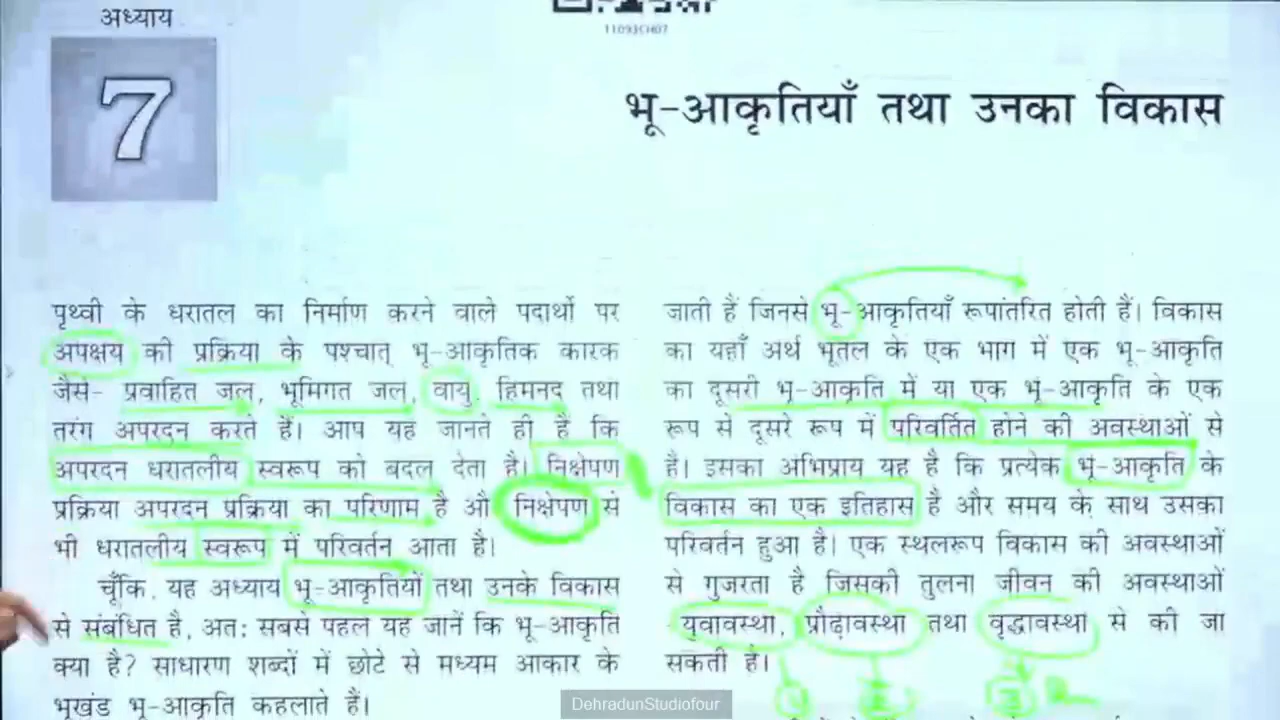 अध्याय
7
11093CH07
भू-आकृतियाँ तथा उनका विकास
पृथ्वी के धरातल का निर्माण करने वाले पदार्थो पर
अपक्षय की प्रक्रिया के पश्चात् भू-आकृतिक कारक
जैसे- प्रवाहित जल, भूमिगत जल, वायु, हिमनद तथा
तरंग अपरदन करते हैं। आप यह जानते ही है कि
अपरदन धरातलीय स्वरूप को बदल देता है। निक्षेपण
प्रक्रिया अपरदन प्रक्रिया का परिणाम है औ निक्षेपण से
भी धरातलीय स्वरूप में परिवर्तन आता है।
चूँकि, यह अध्याय भू-आकृतियों तथा उनके विकास
से संबंधित है, अतः सबसे पहल यह जानें कि भू-आकृति
क्या है? साधारण शब्दों में छोटे से मध्यम आकार के
भूखंड भू-आकृति कहलाते हैं।
जाती हैं जिनसे भू-आकृतियाँ रूपांतरित होती हैं। विकास
का यहाँ अर्थ भूतल के एक भाग में एक भू-आकृति
का दूसरी भू-आकृति में या एक भू-आकृति के एक
रूप से दूसरे रूप में परिवर्तित होने की अवस्थाओं से
है। इसका अभिप्राय यह है कि प्रत्येक भू-आकृति के
विकास का एक इतिहास है और समय के साथ उसका
परिवर्तन हुआ है। एक स्थलरूप विकास की अवस्थाओं
से गुजरता है जिसकी तुलना जीवन की अवस्थाओं
युवावस्था, प्रौढ़ावस्था तथा वृद्धावस्था से की जा
सकती है।
DehradunStudiofour